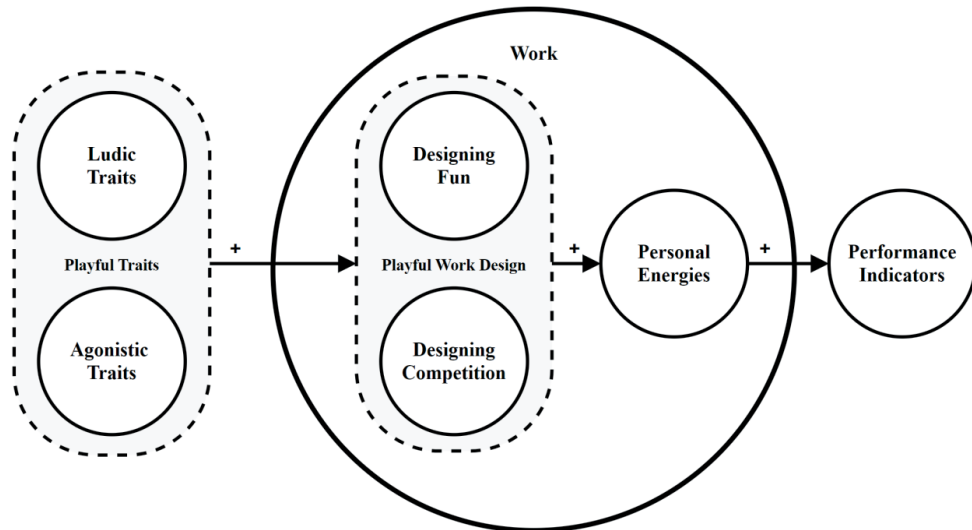 Work
Ludic
Traits
Playful Traits
Agonistic
Traits
+
Designing
Fun
Playful Work Design
Designing
Competition
+
Personal
Energies
+
Performance
Indicators